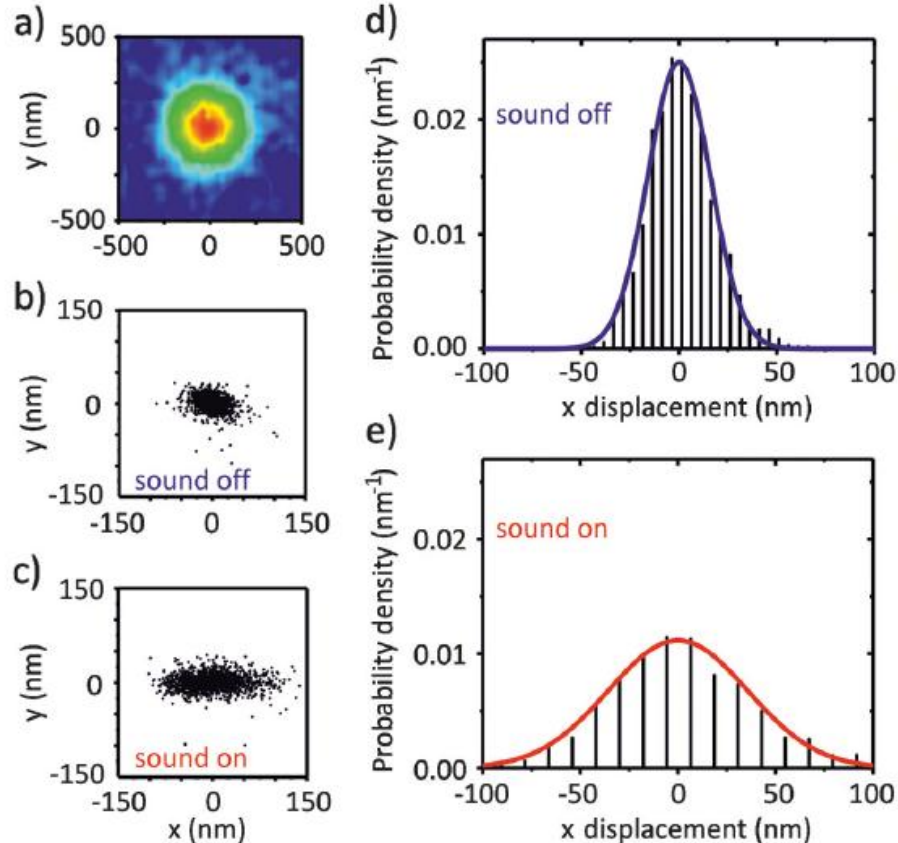 a)
500
0
-500
y (nm)
-500 0 500
b)
150
0
-150
y (nm)
sound off
-150 0 150
c)
150
0
-150
y (nm)
sound on
-150 0 150
x (nm)
d)
Probability density (nm⁻¹)
0.02
0.01
0.00
sound off
-100 -50 0 50 100
x displacement (nm)
e)
Probability density (nm⁻¹)
0.02
0.01
0.00
sound on
-100 -50 0 50 100
x displacement (nm)